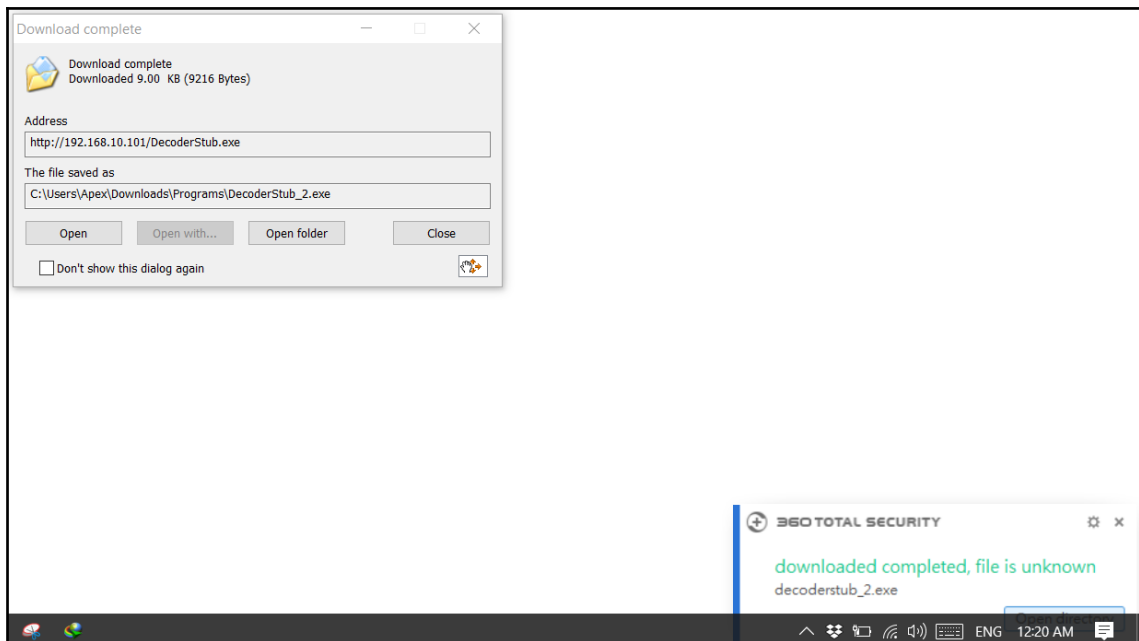 Download complete
Download complete
Downloaded 9.00 KB (9216 Bytes)
Address
http://192.168.10.101/DecoderStub.exe
The file saved as
C:\Users\Apex\Downloads\Programs\DecoderStub_2.exe
Open
Open with...
Open folder
Close
Don't show this dialog again
360 TOTAL SECURITY
downloaded completed, file is unknown
decoderstub_2.exe
Open directory
ENG 12:20 AM